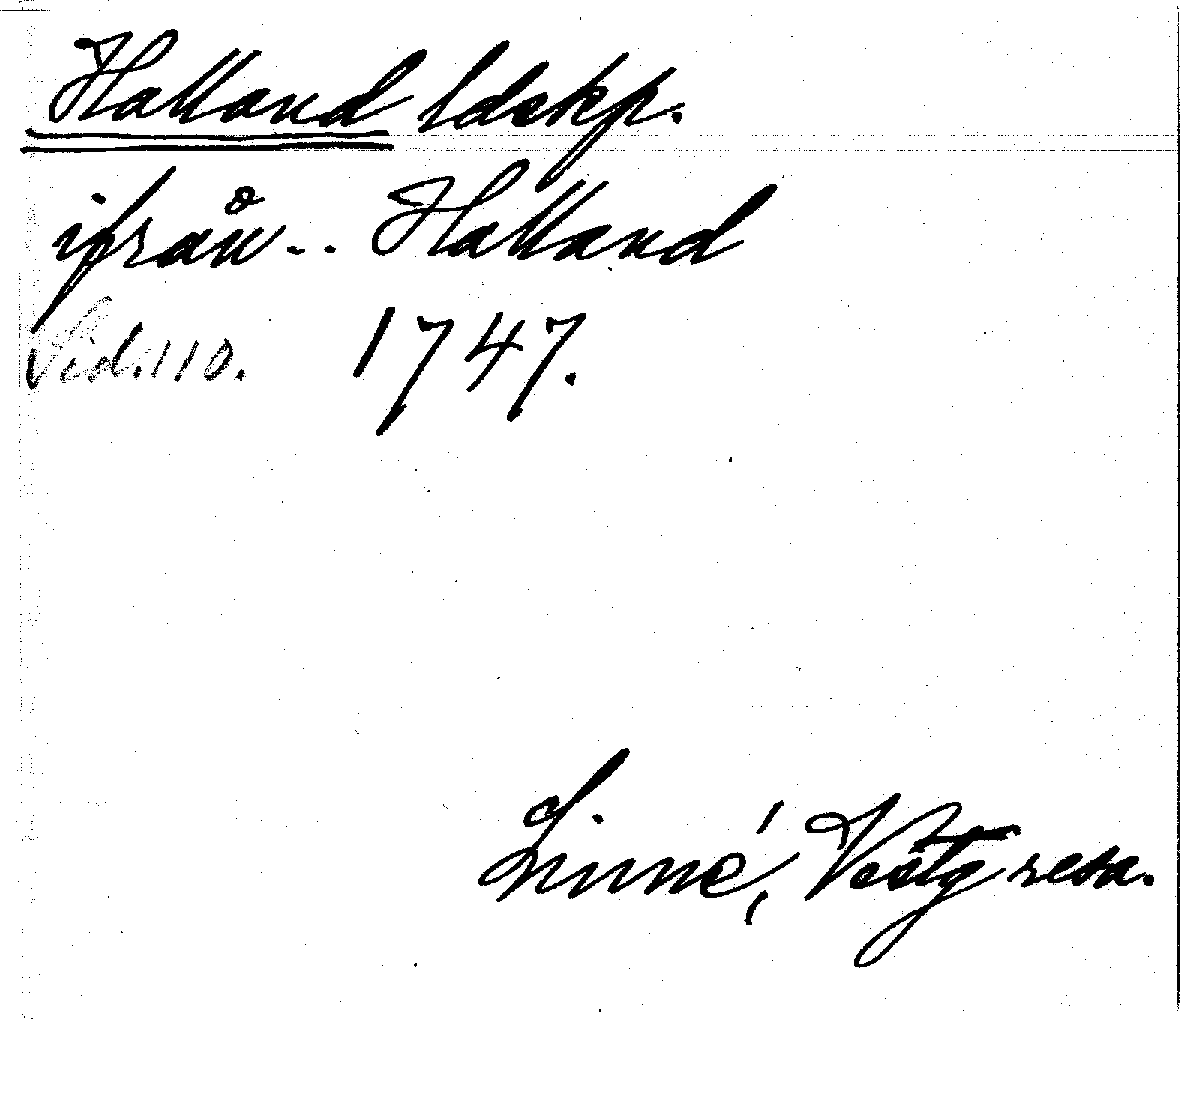 Halland ldskp.
ifrån.. Halland
Sid. 110. 1747.
Linné, Västg resa.